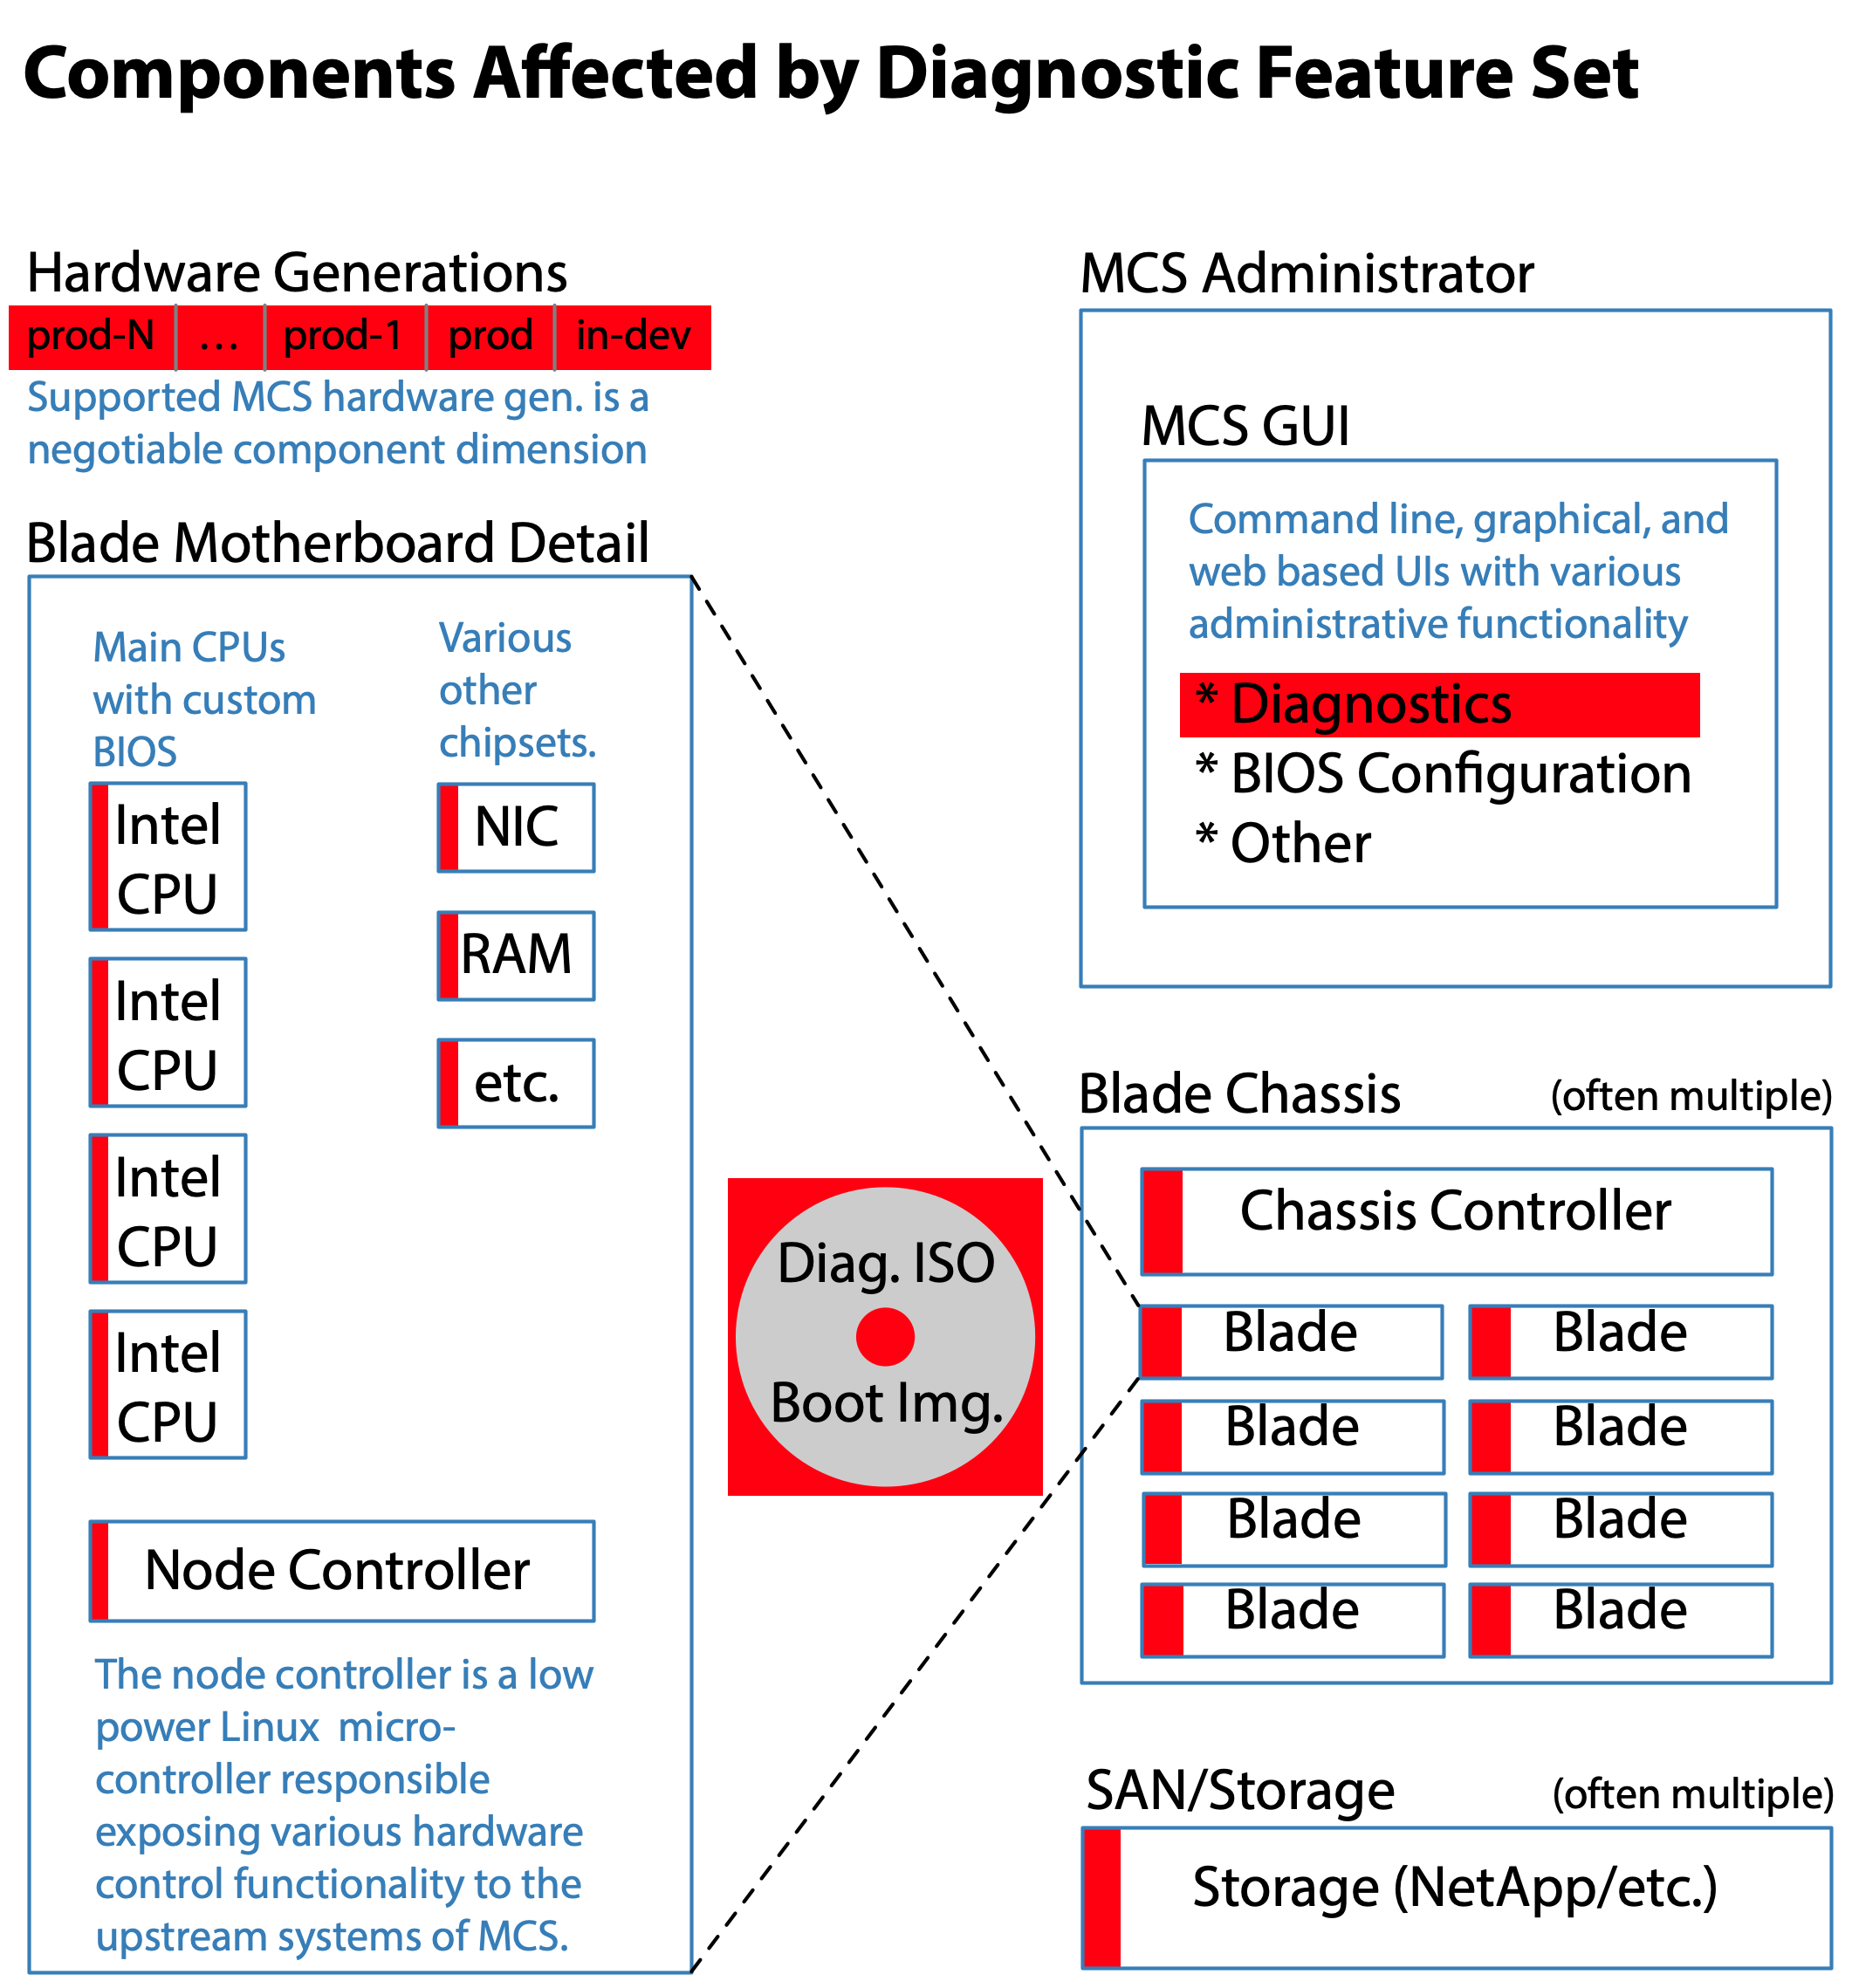 Components Affected by Diagnostic Feature Set
Hardware Generations
prod-N … prod-1 prod in-dev
Supported MCS hardware gen. is a
negotiable component dimension
Blade Motherboard Detail
Main CPUs
with custom
BIOS
Intel
CPU
Intel
CPU
Intel
CPU
Intel
CPU
Various
other
chipsets.
NIC
RAM
etc.
Node Controller
The node controller is a low
power Linux micro-
controller responsible
exposing various hardware
control functionality to the
upstream systems of MCS.
Diag. ISO
Boot Img.
MCS Administrator
MCS GUI
Command line, graphical, and
web based UIs with various
administrative functionality
* Diagnostics
* BIOS Configuration
* Other
Blade Chassis (often multiple)
Chassis Controller
Blade Blade
Blade Blade
Blade Blade
Blade Blade
SAN/Storage (often multiple)
Storage (NetApp/etc.)